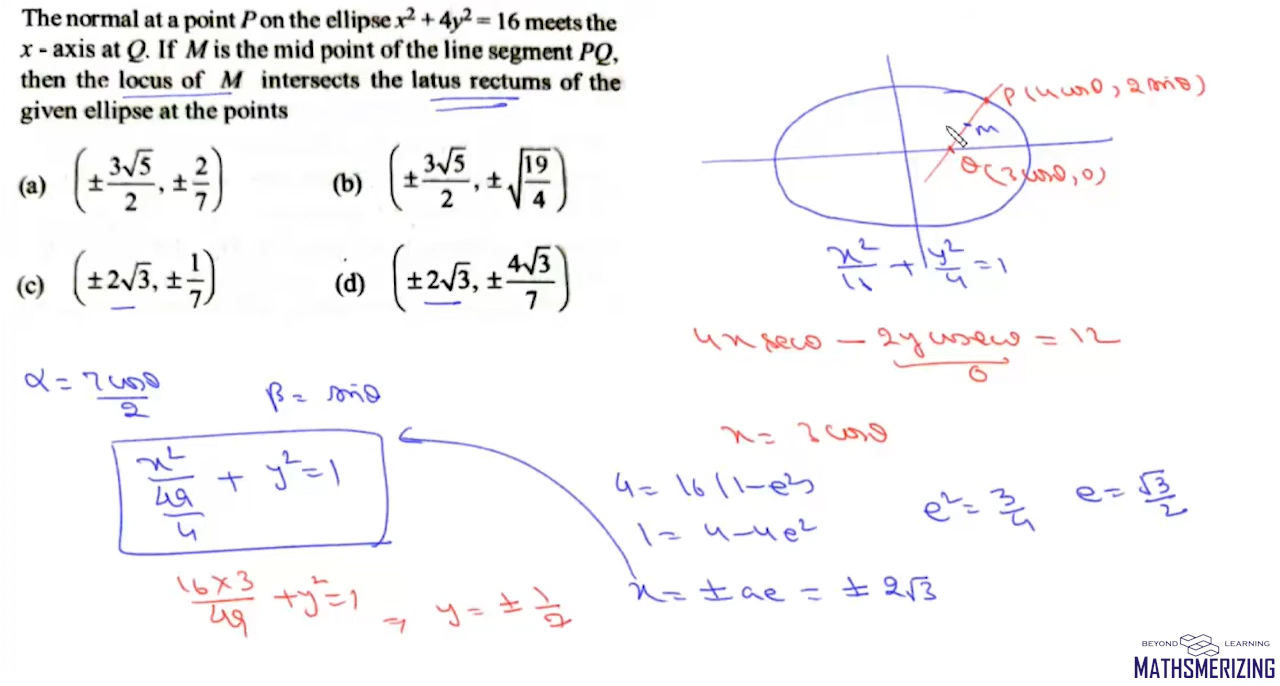 The normal at a point P on the ellipse x² + 4y² = 16 meets the
x - axis at Q. If M is the mid point of the line segment PQ,
then the locus of M intersects the latus rectums of the
given ellipse at the points
(a) (± 3√5/2, ± 2/7) (b) (± 3√5/2, ± √(19/4))
(c) (± 2√3, ± 1/7) (d) (± 2√3, ± 4√3/7)
P(4cosθ, 2sinθ)
M
Q(3cosθ, 0)
x²/16 + y²/4 = 1
4x secθ − 2y cosecθ = 12
0
x = 3cosθ
α = 7cosθ/2 β = sinθ
x²/(49/4) + y² = 1
4 = 16(1−e²)
1 = 4−4e²
e² = 3/4 e = √3/2
x = ± ae = ± 2√3
16×3/49 + y² = 1 ⇒ y = ± 1/7
BEYOND LEARNING
MATHSMERIZING